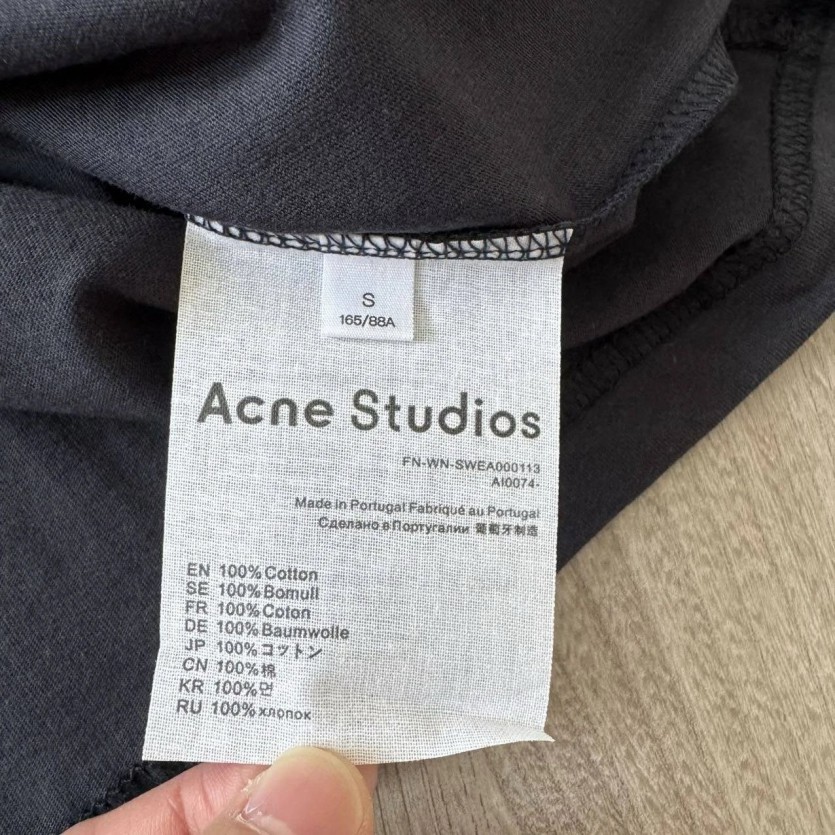 S
165/88A
Acne Studios
FN-WN-SWEA000113
AI0074-
Made in Portugal Fabriqué au Portugal
Сделано в Португалии 葡萄牙制造
EN 100% Cotton
SE 100% Bomull
FR 100% Coton
DE 100% Baumwolle
JP 100% コットン
CN 100% 棉
KR 100% 면
RU 100% хлопок